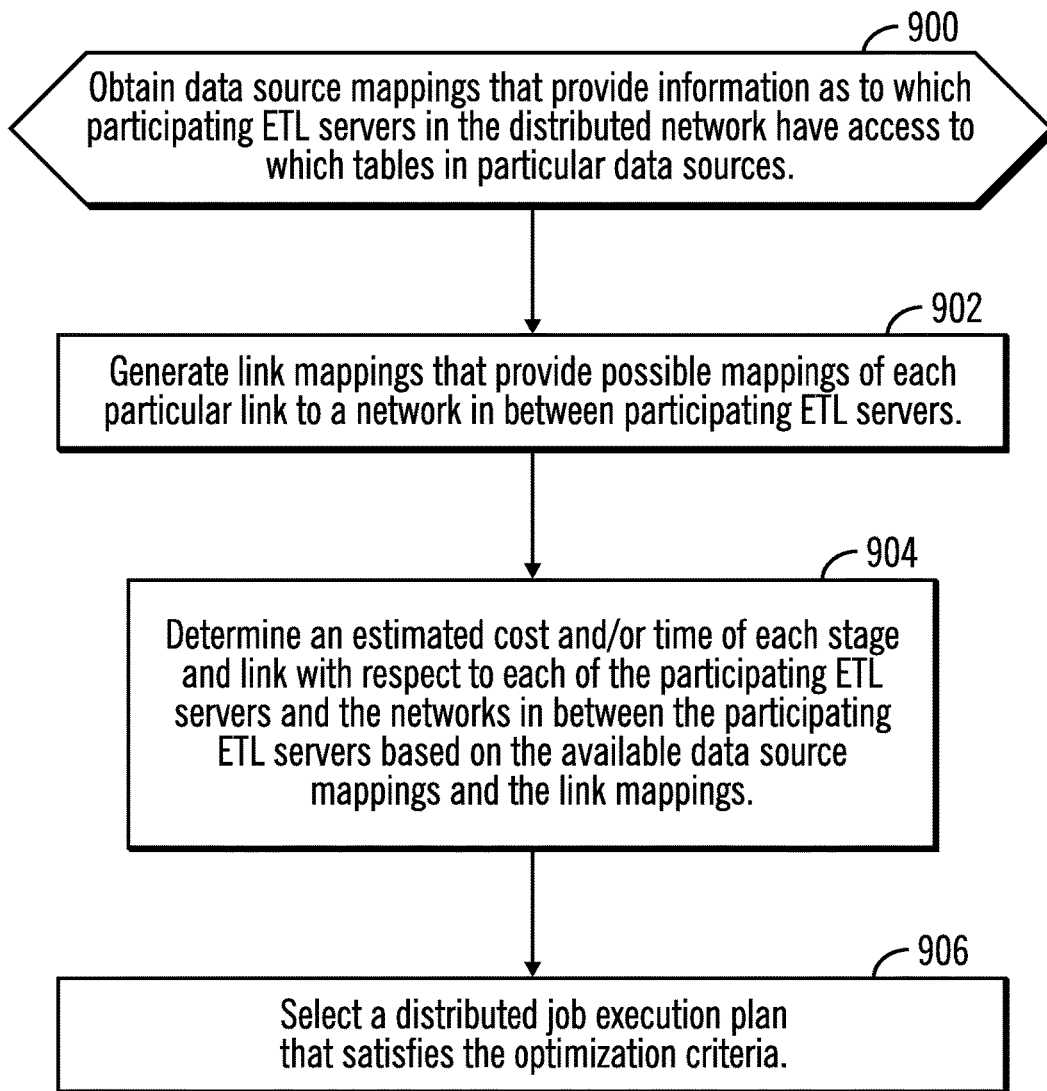 900
Obtain data source mappings that provide information as to which
participating ETL servers in the distributed network have access to
which tables in particular data sources.
902
Generate link mappings that provide possible mappings of each
particular link to a network in between participating ETL servers.
904
Determine an estimated cost and/or time of each stage
and link with respect to each of the participating ETL
servers and the networks in between the participating
ETL servers based on the available data source
mappings and the link mappings.
906
Select a distributed job execution plan
that satisfies the optimization criteria.